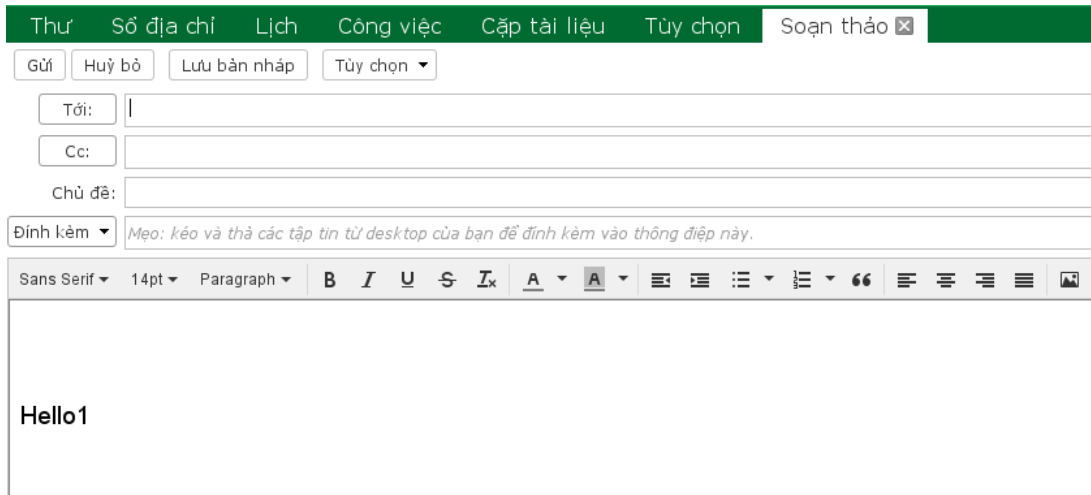 Thư Sổ địa chỉ Lịch Công việc Cặp tài liệu Tùy chọn Soạn thảo
Gửi Huỷ bỏ Lưu bản nháp Tùy chọn
Tới:
Cc:
Chủ đề:
Đính kèm Mẹo: kéo và thả các tập tin từ desktop của bạn để đính kèm vào thông điệp này.
Sans Serif 14pt Paragraph B I U S Tx A A
Hello1